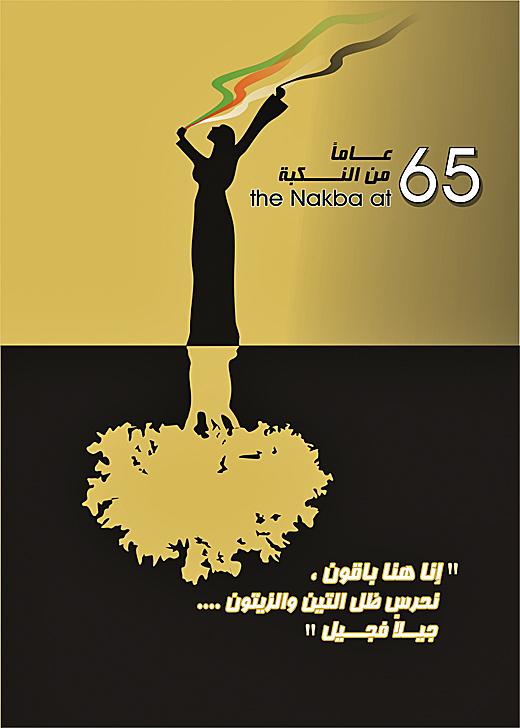 65 عاماً
من النكبة
the Nakba at
" إنا هنا باقون ،
نحرس ظل التين والزيتون ....
جيلاً فجيل "